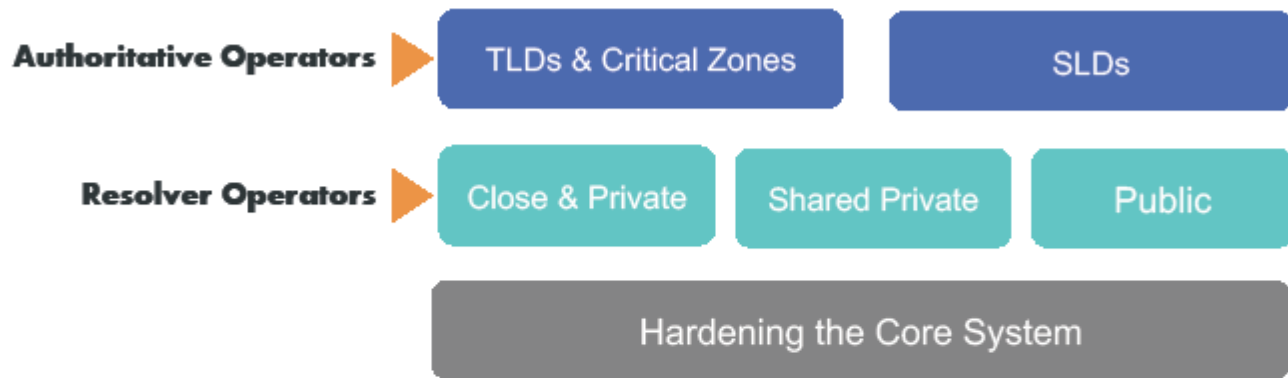 Authoritative Operators
TLDs & Critical Zones
SLDs
Resolver Operators
Close & Private
Shared Private
Public
Hardening the Core System